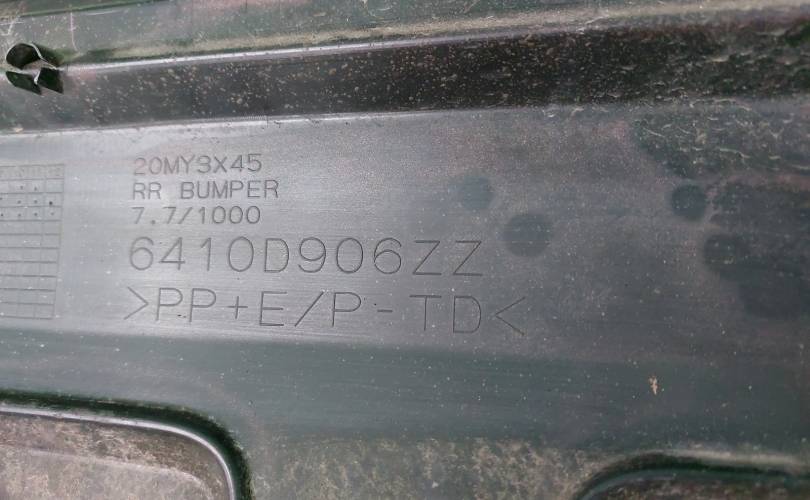 20MY3X45
RR BUMPER
7.7/1000
6410D906ZZ
>PP+E/P-TD<